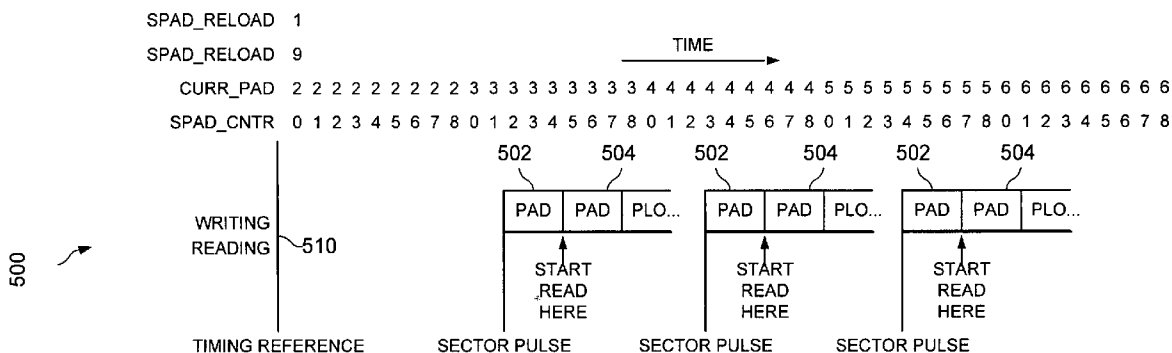 SPAD_RELOAD 1
SPAD_RELOAD 9
TIME
CURR_PAD 2 2 2 2 2 2 2 2 2 3 3 3 3 3 3 3 3 3 4 4 4 4 4 4 4 4 4 5 5 5 5 5 5 5 5 5 6 6 6 6 6 6 6 6 6
SPAD_CNTR 0 1 2 3 4 5 6 7 8 0 1 2 3 4 5 6 7 8 0 1 2 3 4 5 6 7 8 0 1 2 3 4 5 6 7 8 0 1 2 3 4 5 6 7 8
502 504 502 504 502 504
PAD PAD PLO... PAD PAD PLO... PAD PAD PLO...
WRITING
READING 510
500
START START START
READ READ READ
HERE HERE HERE
TIMING REFERENCE SECTOR PULSE SECTOR PULSE SECTOR PULSE